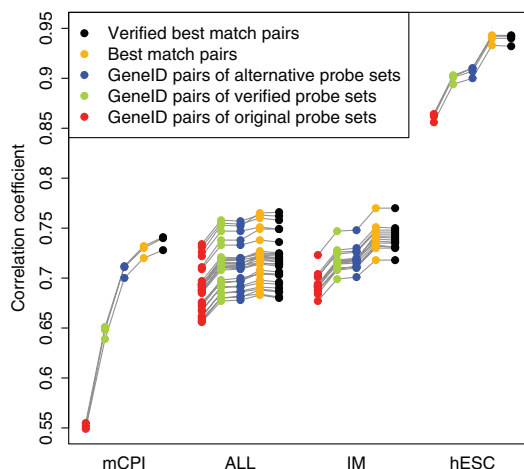 Verified best match pairs
Best match pairs
GeneID pairs of alternative probe sets
GeneID pairs of verified probe sets
GeneID pairs of original probe sets
Correlation coefficient
0.95
0.9
0.85
0.8
0.75
0.7
0.65
0.6
0.55
mCPI ALL IM hESC